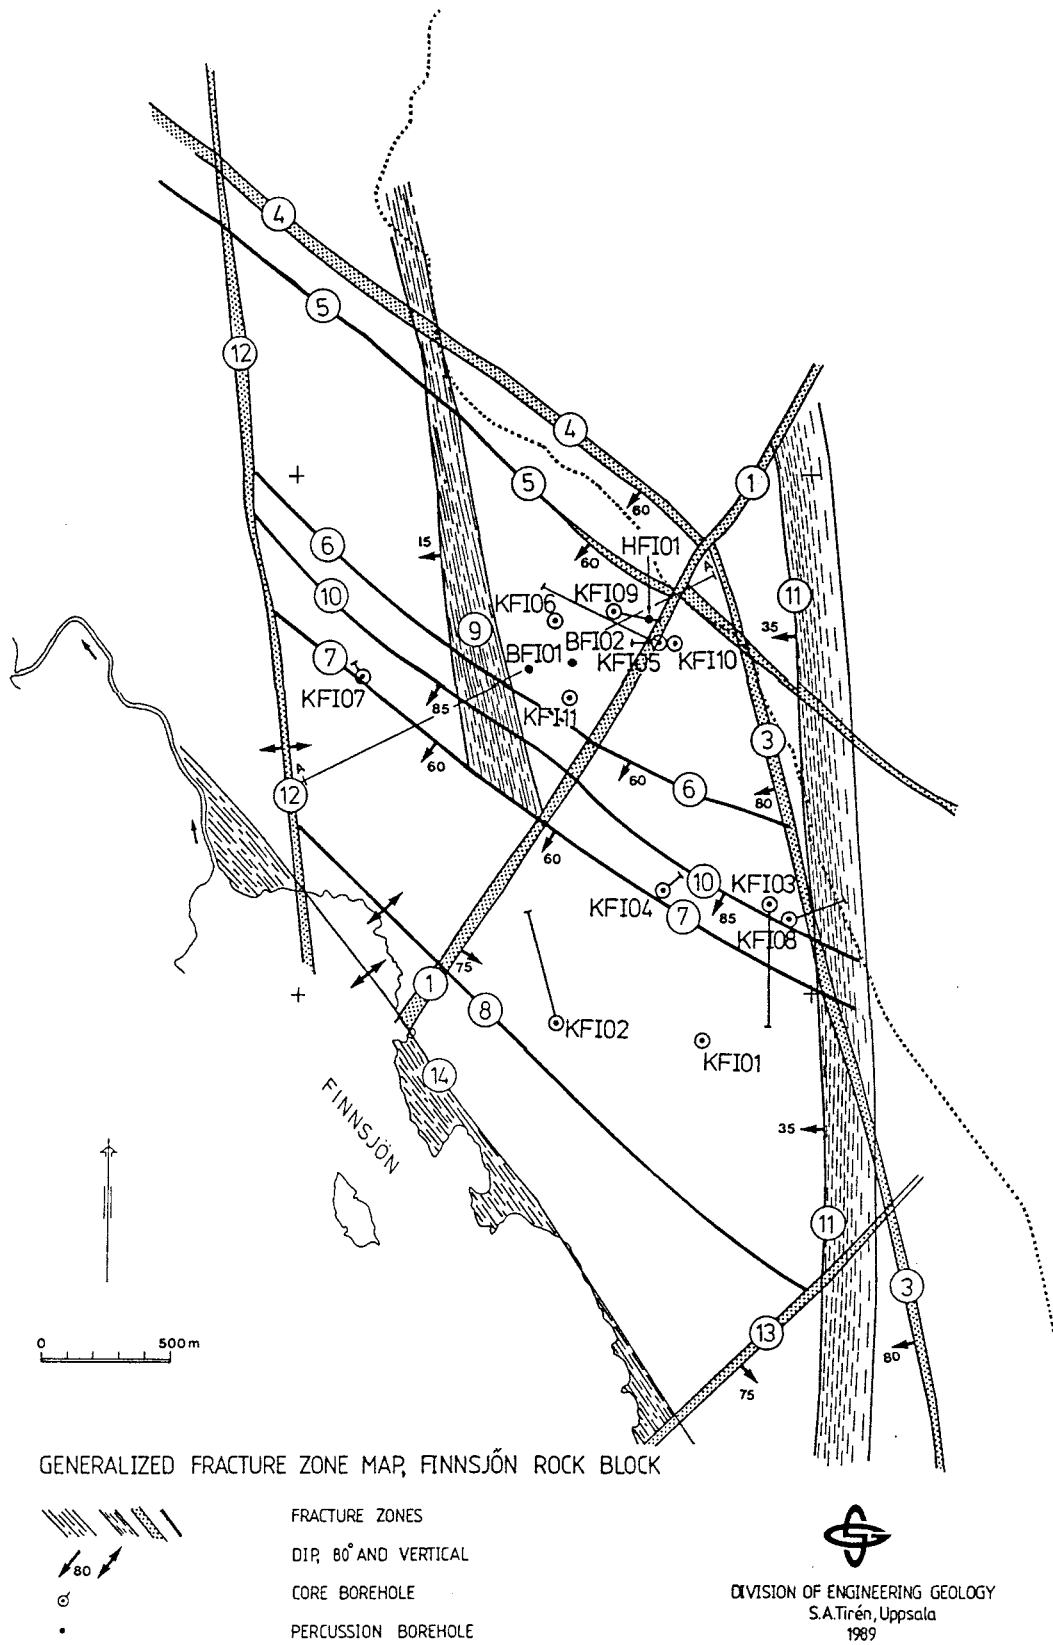 4
5
12
4
1
5
60
6
HFI01
15
60
A
10
KFI09
11
KFI06
9
35
BFI02
BFI01
KFI05
KFI10
7
KFI07
85
KFI11
3
60
A
60
6
80
12
60
10
KFI03
KFI04
7
85
KFI08
75
1
8
KFI02
KFI01
14
FINNSJÖN
35
11
3
13
0 500m
80
75
GENERALIZED FRACTURE ZONE MAP, FINNSJÖN ROCK BLOCK
FRACTURE ZONES
80
DIP, 80° AND VERTICAL
CORE BOREHOLE
PERCUSSION BOREHOLE
DIVISION OF ENGINEERING GEOLOGY
S.A.Tirén, Uppsala
1989